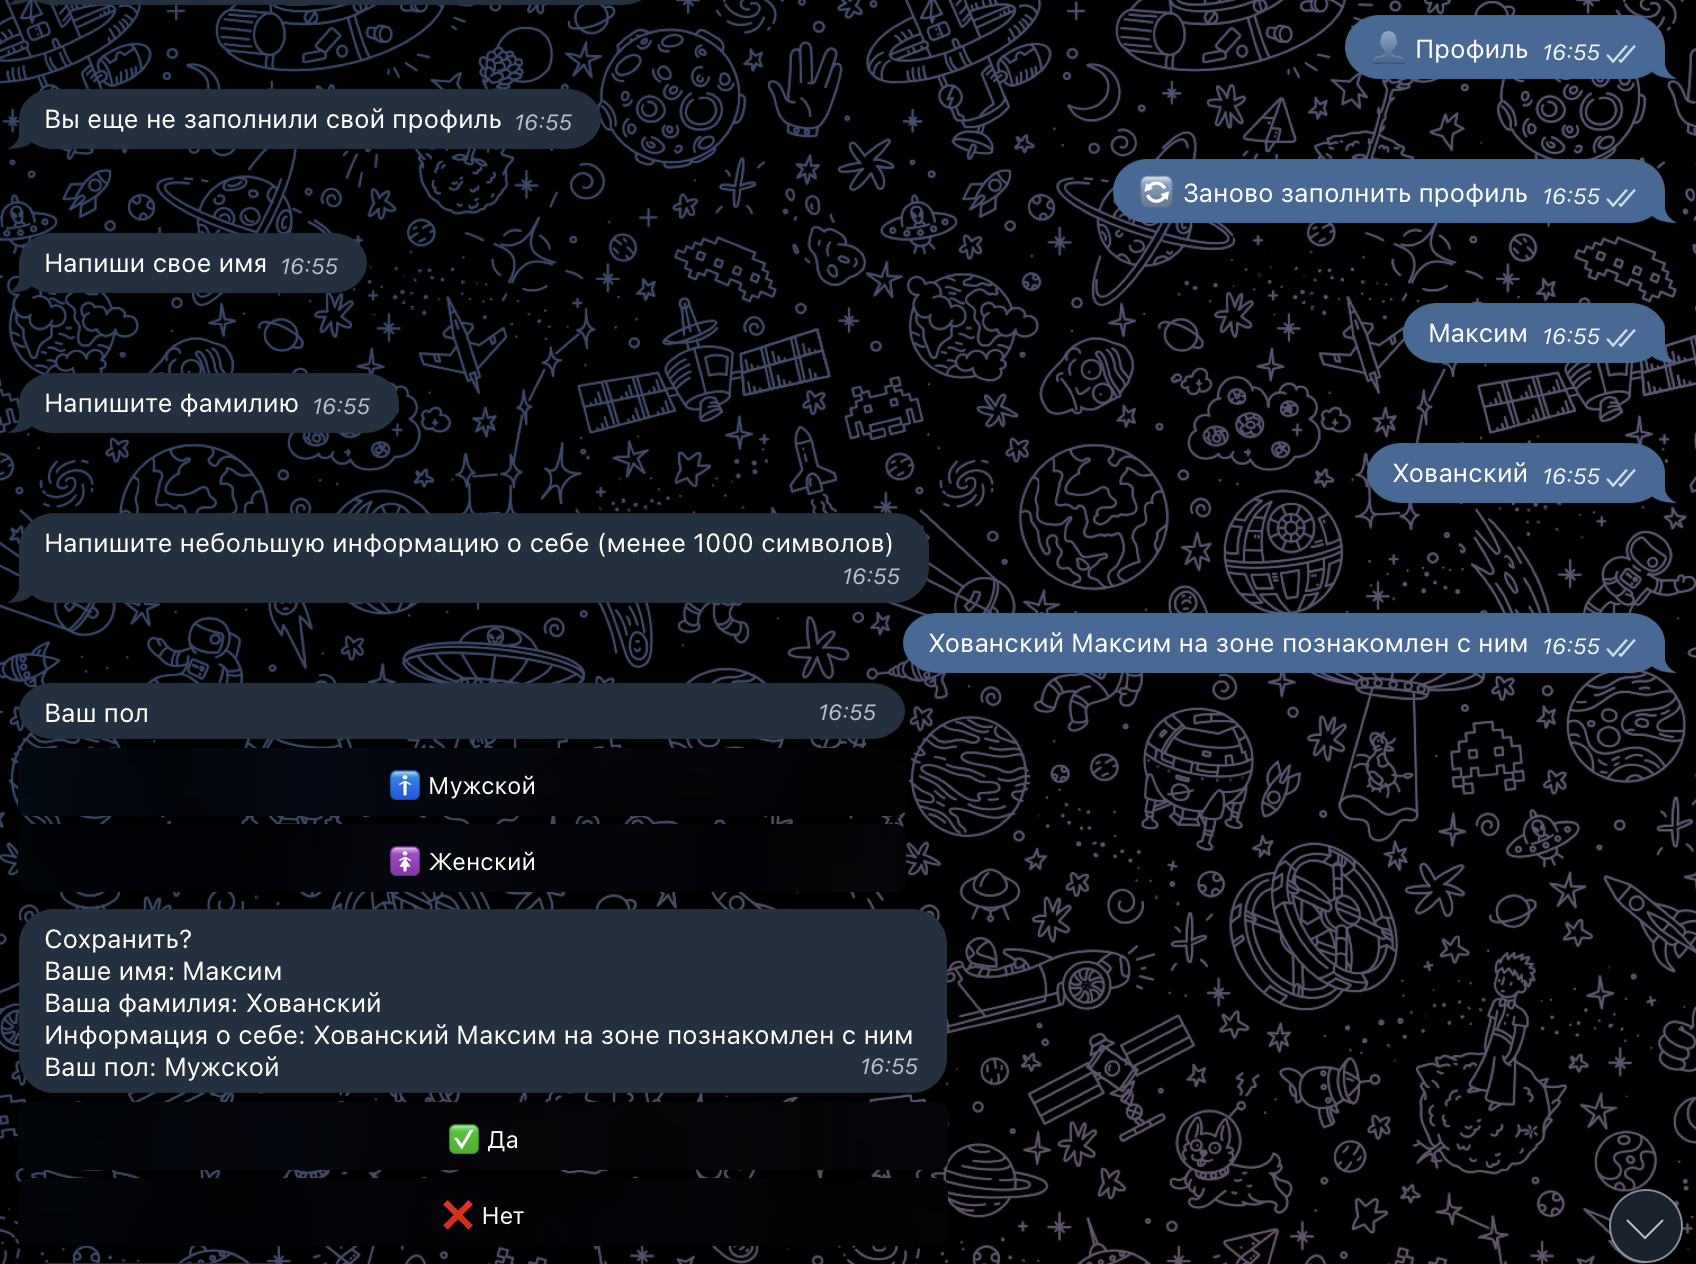 Профиль 16:55
Вы еще не заполнили свой профиль 16:55
Заново заполнить профиль 16:55
Напиши свое имя 16:55
Максим 16:55
Напишите фамилию 16:55
Хованский 16:55
Напишите небольшую информацию о себе (менее 1000 символов)
16:55
Хованский Максим на зоне познакомлен с ним 16:55
Ваш пол 16:55
Мужской
Женский
Сохранить?
Ваше имя: Максим
Ваша фамилия: Хованский
Информация о себе: Хованский Максим на зоне познакомлен с ним
Ваш пол: Мужской 16:55
Да
Нет